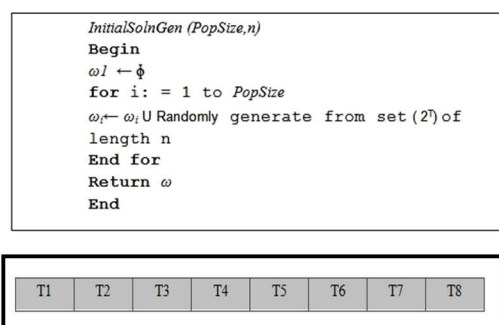 InitialSolnGen (PopSize,n)
Begin
ω1 ←ϕ
for i: = 1 to PopSize
ωi← ωi U Randomly generate from set(2ᵀ)of
length n
End for
Return ω
End
T1 T2 T3 T4 T5 T6 T7 T8